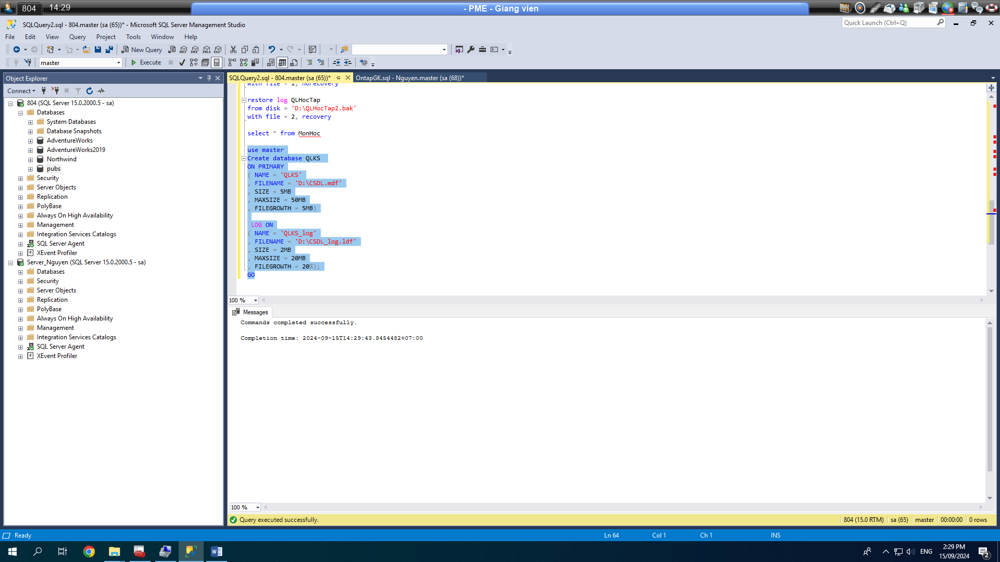 804
14:29
- PME - Giang vien
SQLQuery2.sql - 804.master (sa (65))* - Microsoft SQL Server Management Studio
Quick Launch (Ctrl+Q)
File Edit View Query Project Tools Window Help
New Query
MDX DMX XMLA DAX
master
Execute
Object Explorer
Connect
804 (SQL Server 15.0.2000.5 - sa)
Databases
System Databases
Database Snapshots
AdventureWorks
AdventureWorks2019
Northwind
pubs
Security
Server Objects
Replication
PolyBase
Always On High Availability
Management
Integration Services Catalogs
SQL Server Agent
XEvent Profiler
Server_Nguyen (SQL Server 15.0.2000.5 - sa)
Databases
Security
Server Objects
Replication
PolyBase
Always On High Availability
Management
Integration Services Catalogs
SQL Server Agent
XEvent Profiler
SQLQuery2.sql - 804.master (sa (65))*
OntapGK.sql - Nguyen.master (sa (68))*
with file = 1, norecovery
restore log QLHocTap
from disk = 'D:\QLHocTap2.bak'
with file = 2, recovery
select * from MonHoc
use master
Create database QLKS
ON PRIMARY
( NAME = 'QLKS'
, FILENAME = 'D:\CSDL.mdf'
, SIZE = 5MB
, MAXSIZE = 50MB
, FILEGROWTH = 5MB)
LOG ON
( NAME = 'QLKS_log'
, FILENAME = 'D:\CSDL_log.ldf'
, SIZE = 2MB
, MAXSIZE = 20MB
, FILEGROWTH = 20%);
GO
100 %
Messages
Commands completed successfully.
Completion time: 2024-09-15T14:29:43.8454482+07:00
100 %
Query executed successfully.
804 (15.0 RTM) sa (65) master 00:00:00 0 rows
Ready
Ln 64 Col 1 Ch 1 INS
ENG
2:29 PM
15/09/2024
2